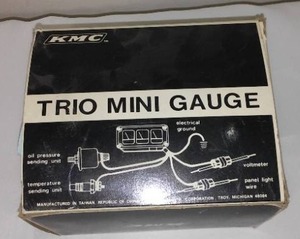 KMC
TRIO MINI GAUGE
electrical
ground
oil pressure
sending unit
voltmeter
temperature
sending unit
panel light
wire
MANUFACTURED IN TAIWAN, REPUBLIC OF CHINA CORPORATION TROY, MICHIGAN 48084